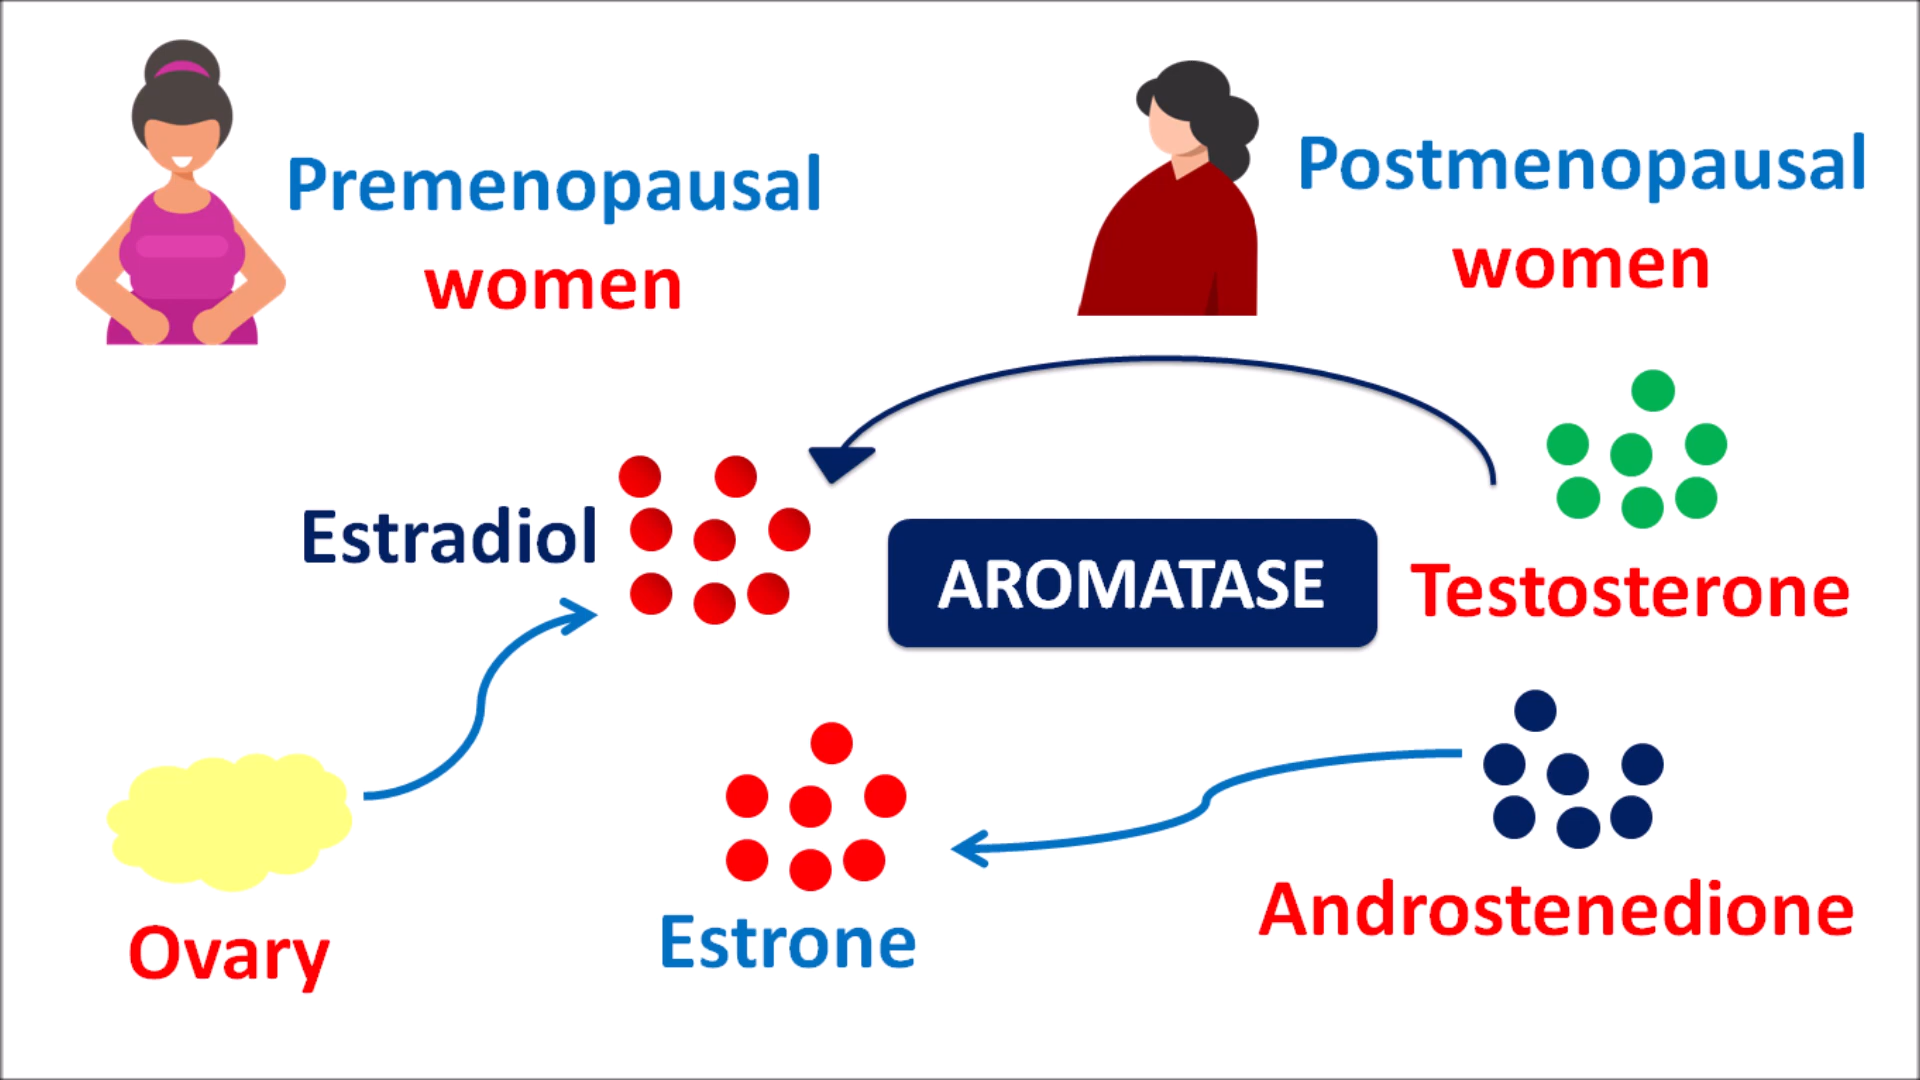 Premenopausal
women
Postmenopausal
women
Estradiol
AROMATASE
Testosterone
Ovary
Estrone
Androstenedione